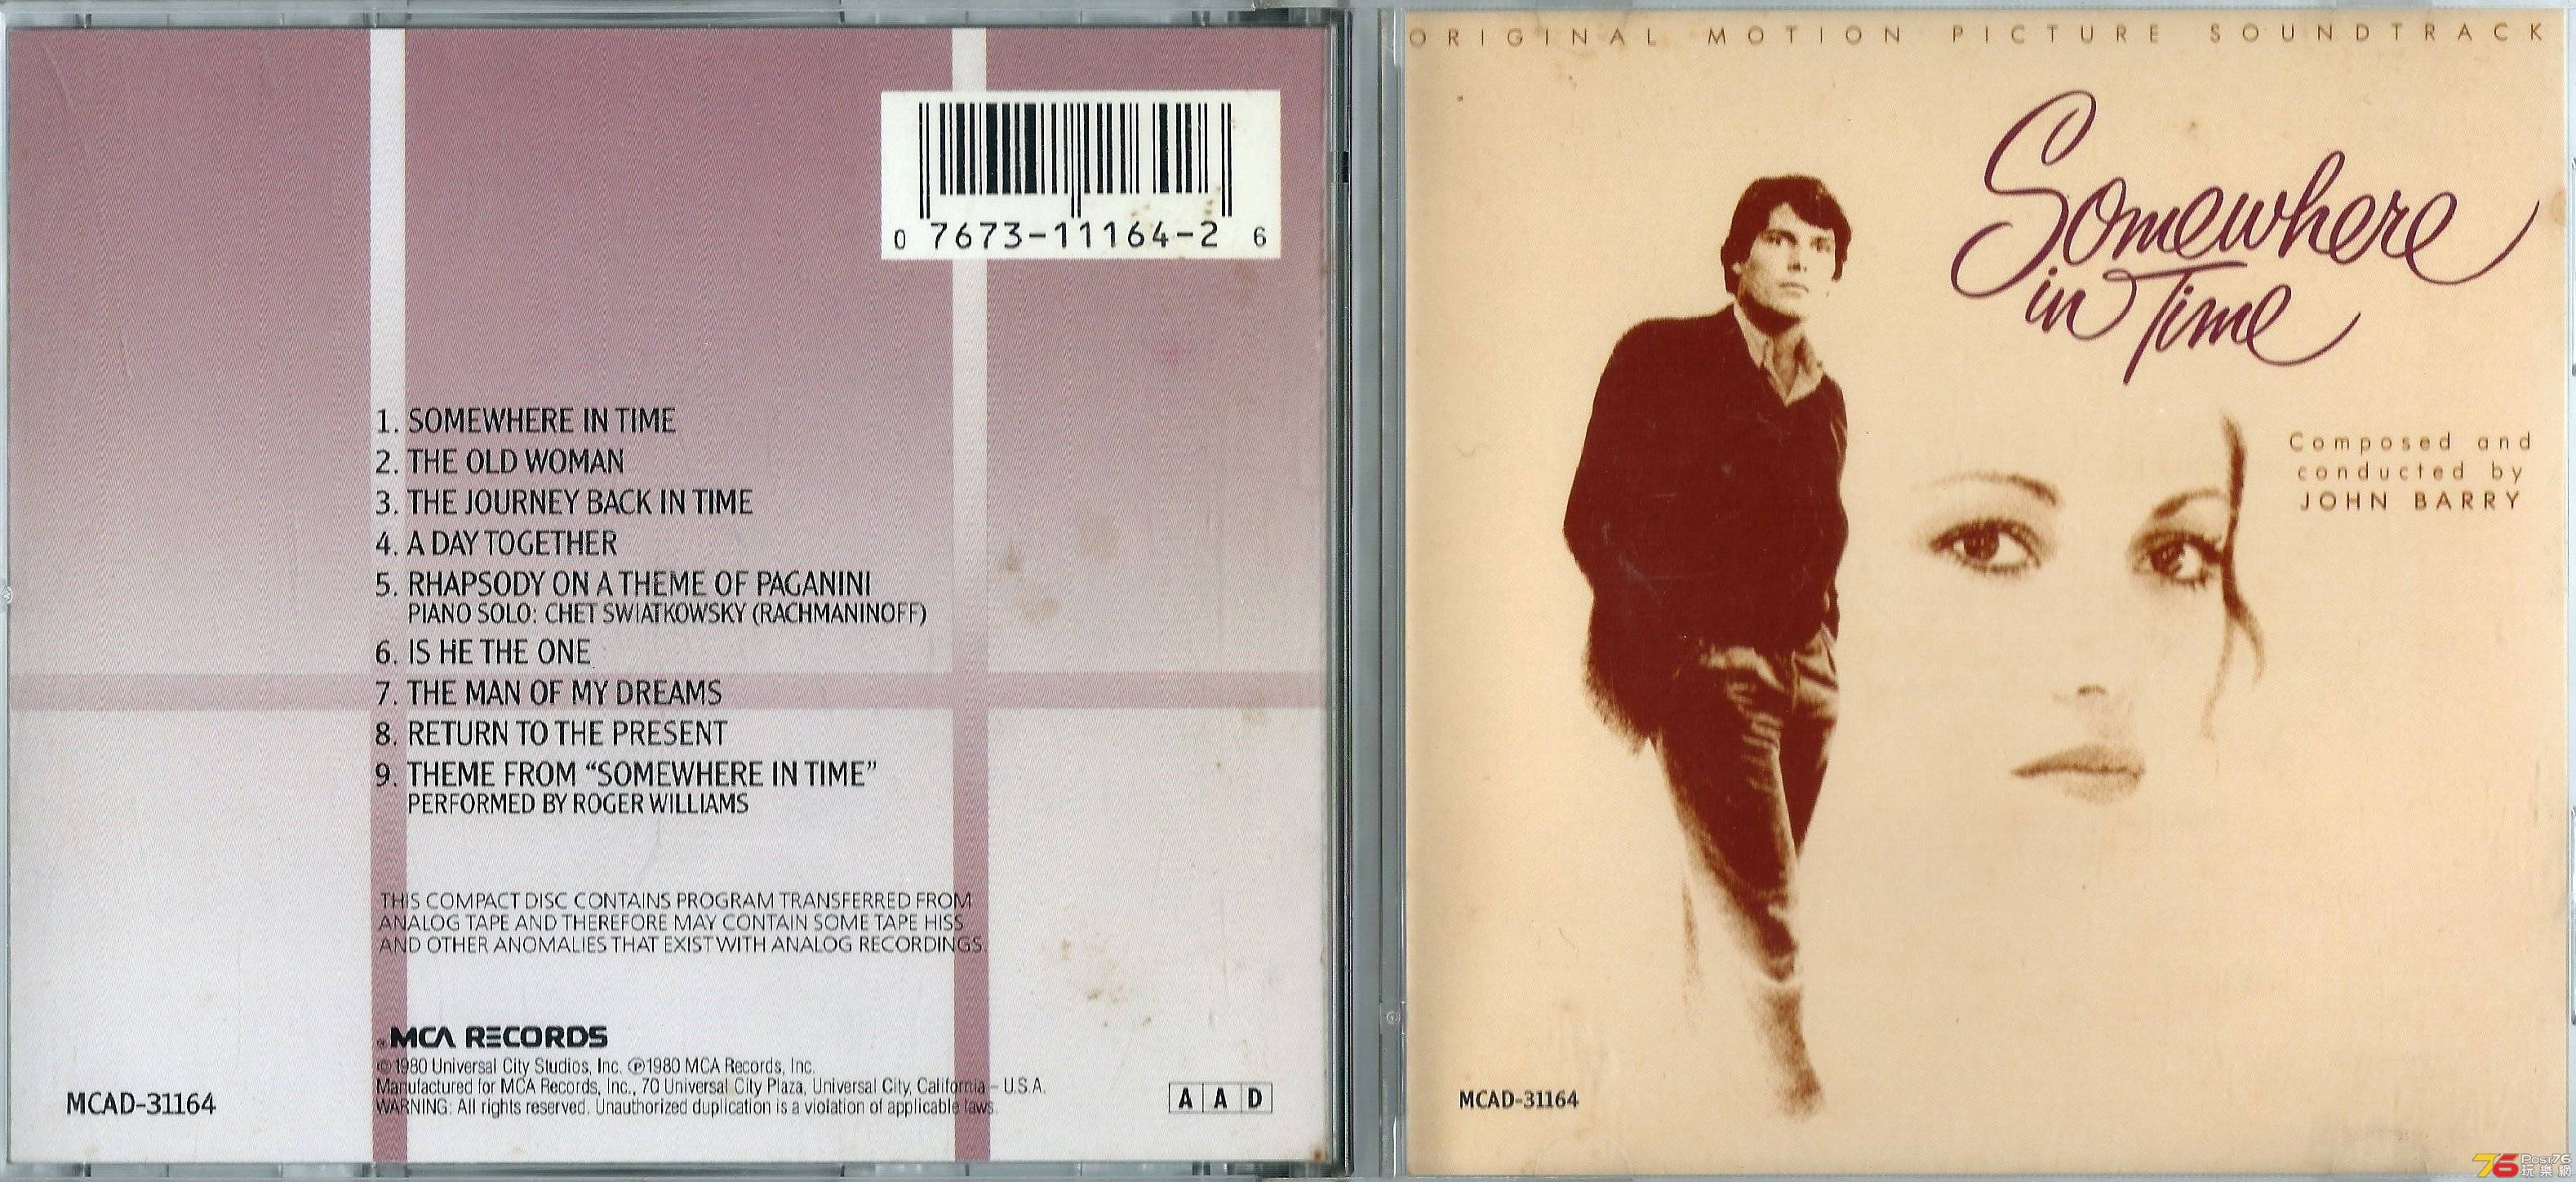 0 7673-11164-2 6
1. SOMEWHERE IN TIME
2. THE OLD WOMAN
3. THE JOURNEY BACK IN TIME
4. A DAY TOGETHER
5. RHAPSODY ON A THEME OF PAGANINI
PIANO SOLO: CHET SWIATKOWSKY (RACHMANINOFF)
6. IS HE THE ONE
7. THE MAN OF MY DREAMS
8. RETURN TO THE PRESENT
9. THEME FROM “SOMEWHERE IN TIME”
PERFORMED BY ROGER WILLIAMS
THIS COMPACT DISC CONTAINS PROGRAM TRANSFERRED FROM
ANALOG TAPE AND THEREFORE MAY CONTAIN SOME TAPE HISS
AND OTHER ANOMALIES THAT EXIST WITH ANALOG RECORDINGS.
MCA RECORDS
©1980 Universal City Studios, Inc. ℗1980 MCA Records, Inc.
Manufactured for MCA Records, Inc., 70 Universal City Plaza, Universal City, California – U.S.A.
WARNING: All rights reserved. Unauthorized duplication is a violation of applicable laws.
MCAD-31164
A A D
ORIGINAL MOTION PICTURE SOUNDTRACK
Somewhere
in Time
Composed and
conducted by
JOHN BARRY
MCAD-31164
76 Post76
玩樂網